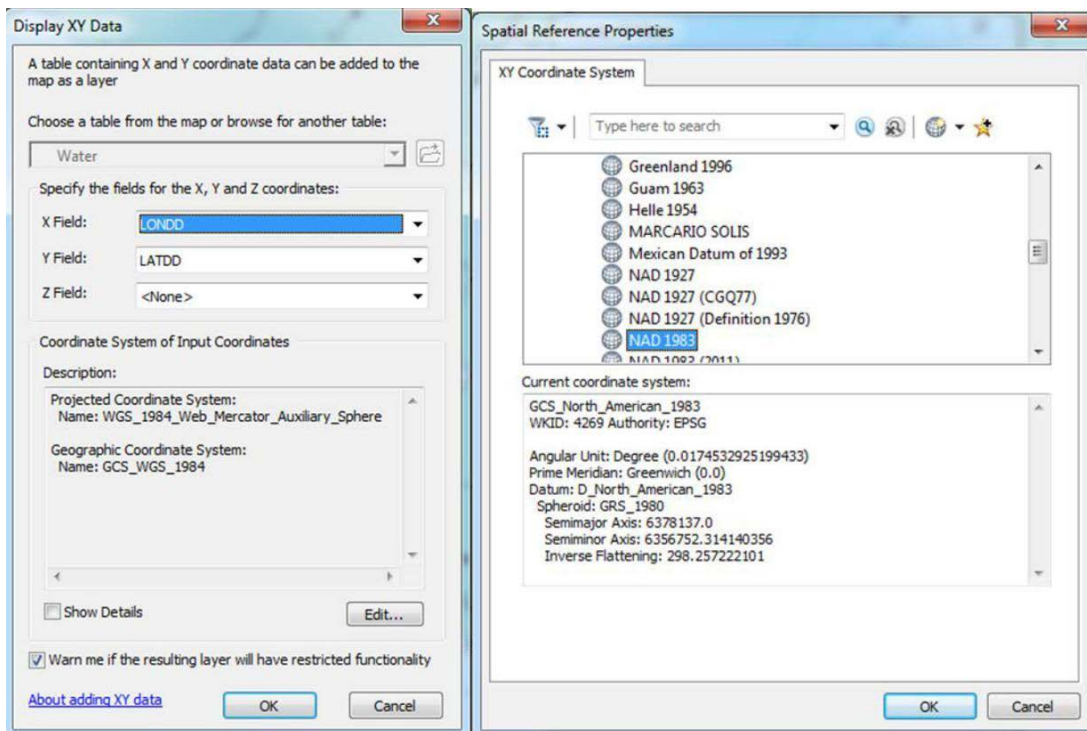 Display XY Data
A table containing X and Y coordinate data can be added to the
map as a layer
Choose a table from the map or browse for another table:
Water
Specify the fields for the X, Y and Z coordinates:
X Field:
LONDD
Y Field:
LATDD
Z Field:
<None>
Coordinate System of Input Coordinates
Description:
Projected Coordinate System:
Name: WGS_1984_Web_Mercator_Auxiliary_Sphere
Geographic Coordinate System:
Name: GCS_WGS_1984
Show Details
Edit...
Warn me if the resulting layer will have restricted functionality
About adding XY data
OK
Cancel
Spatial Reference Properties
XY Coordinate System
Type here to search
Greenland 1996
Guam 1963
Helle 1954
MARCARIO SOLIS
Mexican Datum of 1993
NAD 1927
NAD 1927 (CGQ77)
NAD 1927 (Definition 1976)
NAD 1983
NAD 1983 (2011)
Current coordinate system:
GCS_North_American_1983
WKID: 4269 Authority: EPSG
Angular Unit: Degree (0.0174532925199433)
Prime Meridian: Greenwich (0.0)
Datum: D_North_American_1983
Spheroid: GRS_1980
Semimajor Axis: 6378137.0
Semiminor Axis: 6356752.314140356
Inverse Flattening: 298.257222101
OK
Cancel